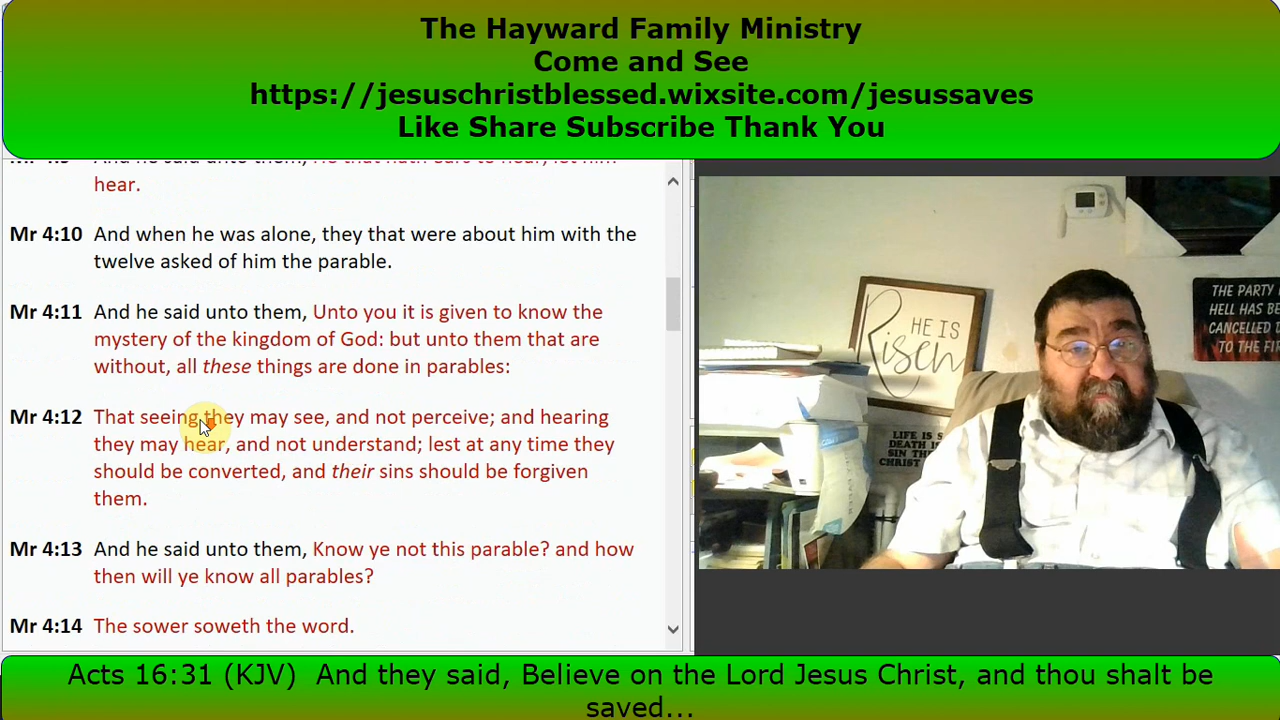 The Hayward Family Ministry
Come and See
https://jesuschristblessed.wixsite.com/jesussaves
Like Share Subscribe Thank You
hear.
Mr 4:10 And when he was alone, they that were about him with the
twelve asked of him the parable.
Mr 4:11 And he said unto them, Unto you it is given to know the
mystery of the kingdom of God: but unto them that are
without, all these things are done in parables:
Mr 4:12 That seeing they may see, and not perceive; and hearing
they may hear, and not understand; lest at any time they
should be converted, and their sins should be forgiven
them.
Mr 4:13 And he said unto them, Know ye not this parable? and how
then will ye know all parables?
Mr 4:14 The sower soweth the word.
HE IS
Risen
THE PARTY
HELL HAS BE
CANCELLED
TO THE FIR
LIFE IS
DEATH
SIN
CHRIST
Acts 16:31 (KJV) And they said, Believe on the Lord Jesus Christ, and thou shalt be
saved...